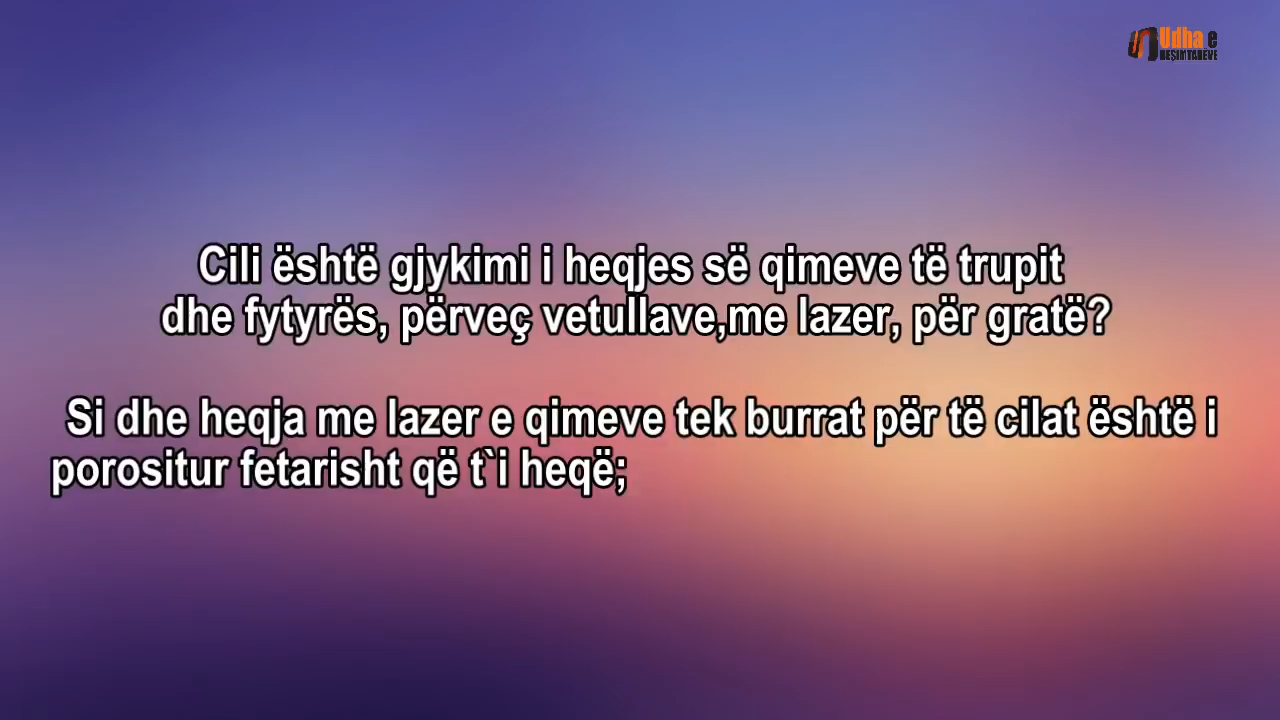 Udha e
BESIMTARËVE
Cili është gjykimi i heqjes së qimeve të trupit
dhe fytyrës, përveç vetullave,me lazer, për gratë?
Si dhe heqja me lazer e qimeve tek burrat për të cilat është i
porositur fetarisht që t`i heqë;